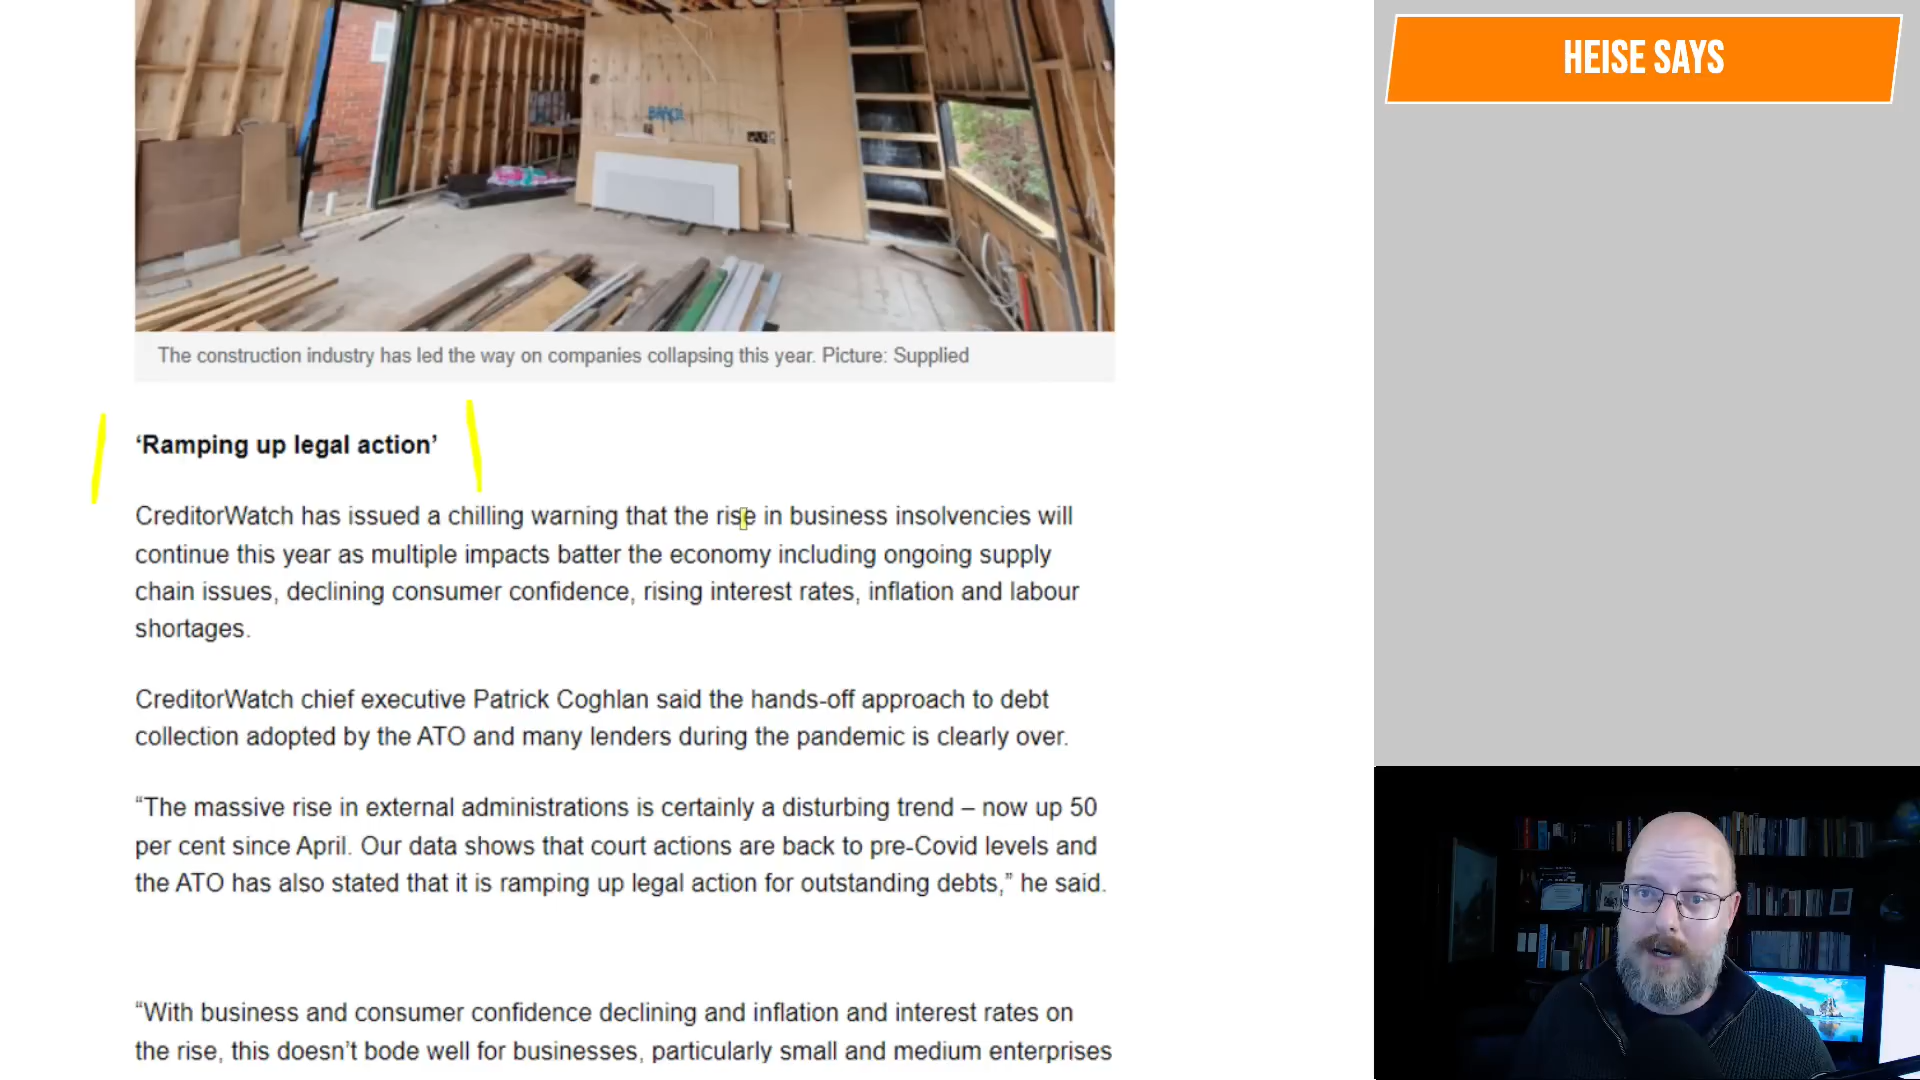 HEISE SAYS
The construction industry has led the way on companies collapsing this year. Picture: Supplied
‘Ramping up legal action’
CreditorWatch has issued a chilling warning that the rise in business insolvencies will
continue this year as multiple impacts batter the economy including ongoing supply
chain issues, declining consumer confidence, rising interest rates, inflation and labour
shortages.
CreditorWatch chief executive Patrick Coghlan said the hands-off approach to debt
collection adopted by the ATO and many lenders during the pandemic is clearly over.
“The massive rise in external administrations is certainly a disturbing trend – now up 50
per cent since April. Our data shows that court actions are back to pre-Covid levels and
the ATO has also stated that it is ramping up legal action for outstanding debts,” he said.
“With business and consumer confidence declining and inflation and interest rates on
the rise, this doesn’t bode well for businesses, particularly small and medium enterprises